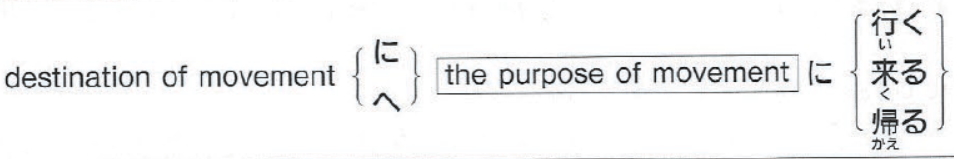 destination of movement { に へ } the purpose of movement に { 行く 来る 帰る }
い
く
かえ